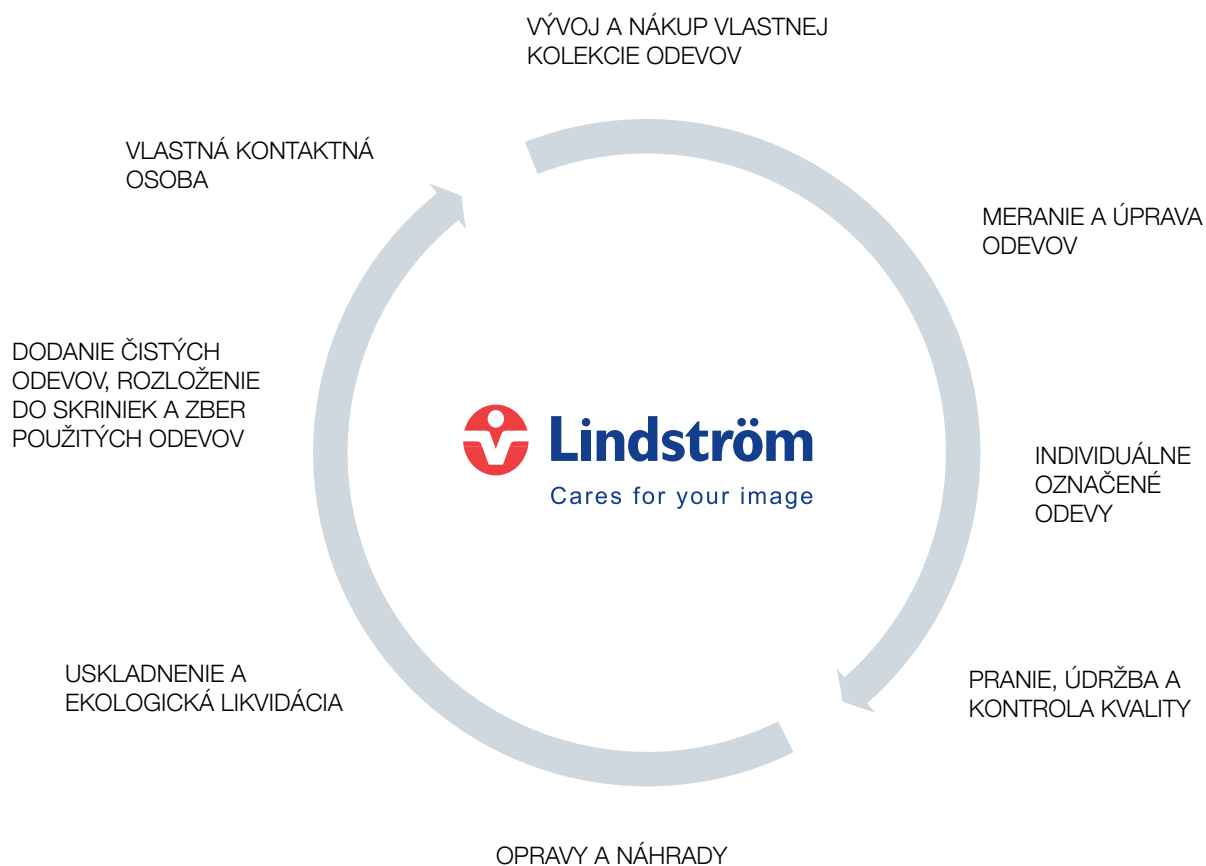 VÝVOJ A NÁKUP VLASTNEJ
KOLEKCIE ODEVOV
MERANIE A ÚPRAVA
ODEVOV
INDIVIDUÁLNE
OZNAČENÉ
ODEVY
PRANIE, ÚDRŽBA A
KONTROLA KVALITY
OPRAVY A NÁHRADY
USKLADNENIE A
EKOLOGICKÁ LIKVIDÁCIA
DODANIE ČISTÝCH
ODEVOV, ROZLOŽENIE
DO SKRINIEK A ZBER
POUŽITÝCH ODEVOV
VLASTNÁ KONTAKTNÁ
OSOBA
Lindström
Cares for your image